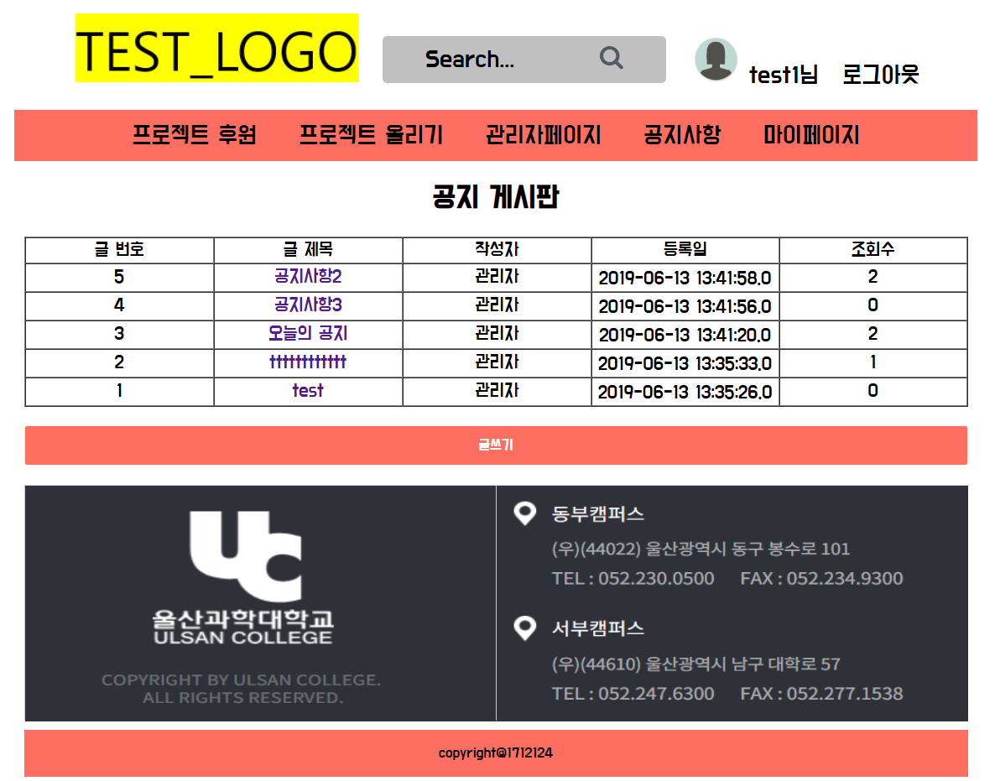 TEST_LOGO
Search...
test1님 로그아웃
프로젝트 후원 프로젝트 올리기 관리자페이지 공지사항 마이페이지
공지 게시판
글 번호 글 제목 작성자 등록일 조회수
5 공지사항2 관리자 2019-06-13 13:41:58.0 2
4 공지사항3 관리자 2019-06-13 13:41:56.0 0
3 오늘의 공지 관리자 2019-06-13 13:41:20.0 2
2 tttttttttttt 관리자 2019-06-13 13:35:33.0 1
1 test 관리자 2019-06-13 13:35:26.0 0
글쓰기
UC
울산과학대학교
ULSAN COLLEGE
COPYRIGHT BY ULSAN COLLEGE.
ALL RIGHTS RESERVED.
동부캠퍼스
(우)(44022) 울산광역시 동구 봉수로 101
TEL : 052.230.0500 FAX : 052.234.9300
서부캠퍼스
(우)(44610) 울산광역시 남구 대학로 57
TEL : 052.247.6300 FAX : 052.277.1538
copyright@1712124